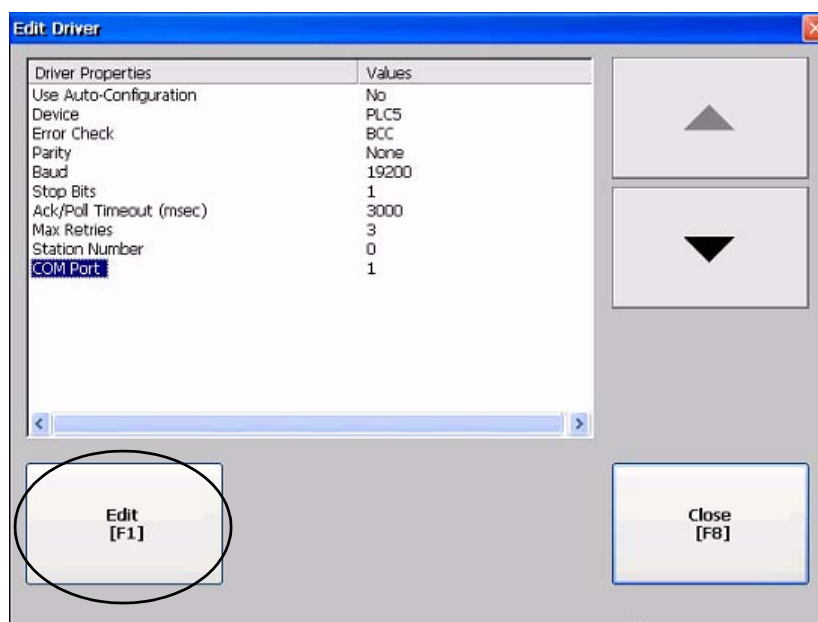 Edit Driver
Driver Properties Values
Use Auto-Configuration No
Device PLC5
Error Check BCC
Parity None
Baud 19200
Stop Bits 1
Ack/Poll Timeout (msec) 3000
Max Retries 3
Station Number 0
COM Port 1
Edit
[F1]
Close
[F8]